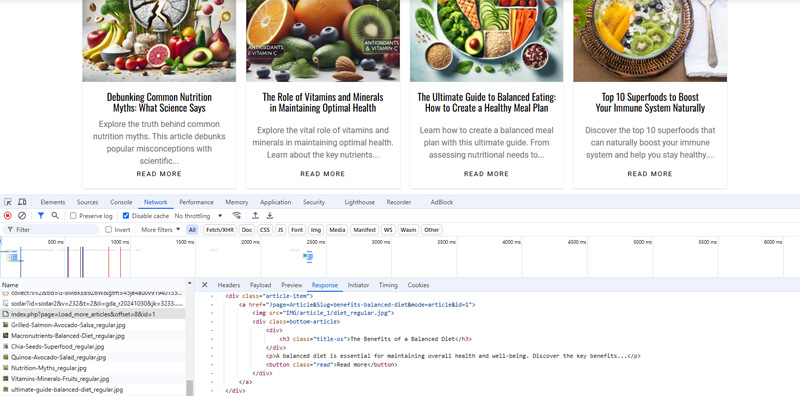 ANTIOXIDANTS
& VITAMIN C
ANTIOXIDANTS
& VITAMIN C
Debunking Common Nutrition
Myths: What Science Says
Explore the truth behind common
nutrition myths. This article debunks
popular misconceptions with
scientific...
READ MORE
The Role of Vitamins and Minerals
in Maintaining Optimal Health
Explore the vital role of vitamins and
minerals in maintaining optimal health.
Learn about the key nutrients...
READ MORE
The Ultimate Guide to Balanced Eating:
How to Create a Healthy Meal Plan
Learn how to create a balanced meal
plan with this ultimate guide. From
assessing nutritional needs to...
READ MORE
Top 10 Superfoods to Boost
Your Immune System Naturally
Discover the top 10 superfoods that
can naturally boost your immune
system and help you stay healthy....
READ MORE
Elements Sources Console Network Performance Memory Application Security Lighthouse Recorder AdBlock
Preserve log Disable cache No throttling
Filter Invert More filters All Fetch/XHR Doc CSS JS Font Img Media Manifest WS Wasm Other
500 ms 1000 ms 1500 ms 2000 ms 2500 ms 3000 ms 3500 ms 4000 ms 4500 ms 5000 ms 5500 ms 6000 ms
Name
sodar?id=sodar2&v=232&t=2&li=gda_r20241030&jk=3233...
index.php?page=Load_more_articles&offset=8&id=1
Grilled-Salmon-Avocado-Salsa_regular.jpg
Macronutrients-Balanced-Diet_regular.jpg
Chia-Seeds-Superfood_regular.jpg
Quinoa-Avocado-Salad_regular.jpg
Nutrition-Myths_regular.jpg
Vitamins-Minerals-Fruits_regular.jpg
ultimate-guide-balanced-diet_regular.jpg
Headers Payload Preview Response Initiator Timing Cookies
- <div class="article-item">
- <a href="?page=Article&Slug=benefits-balanced-diet&mode=article&id=1">
- <img src="IMG/article_1/diet_regular.jpg">
- <div class="bottom-article">
- <div>
- <h3 class="title-os">The Benefits of a Balanced Diet</h3>
- </div>
- <p>A balanced diet is essential for maintaining overall health and well-being. Discover the key benefits...</p>
- <button class="read">Read more</button>
- </div>
- </a>
- </div>